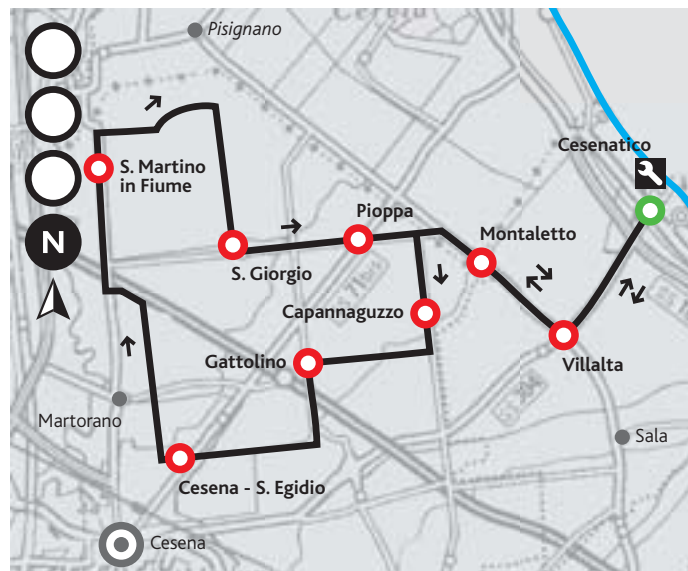 Pisignano
Cesenatico
S. Martino
in Fiume
N
Pioppa
Montaletto
S. Giorgio
Capannaguzzo
Gattolino
Villalta
Martorano
Sala
Cesena - S. Egidio
Cesena